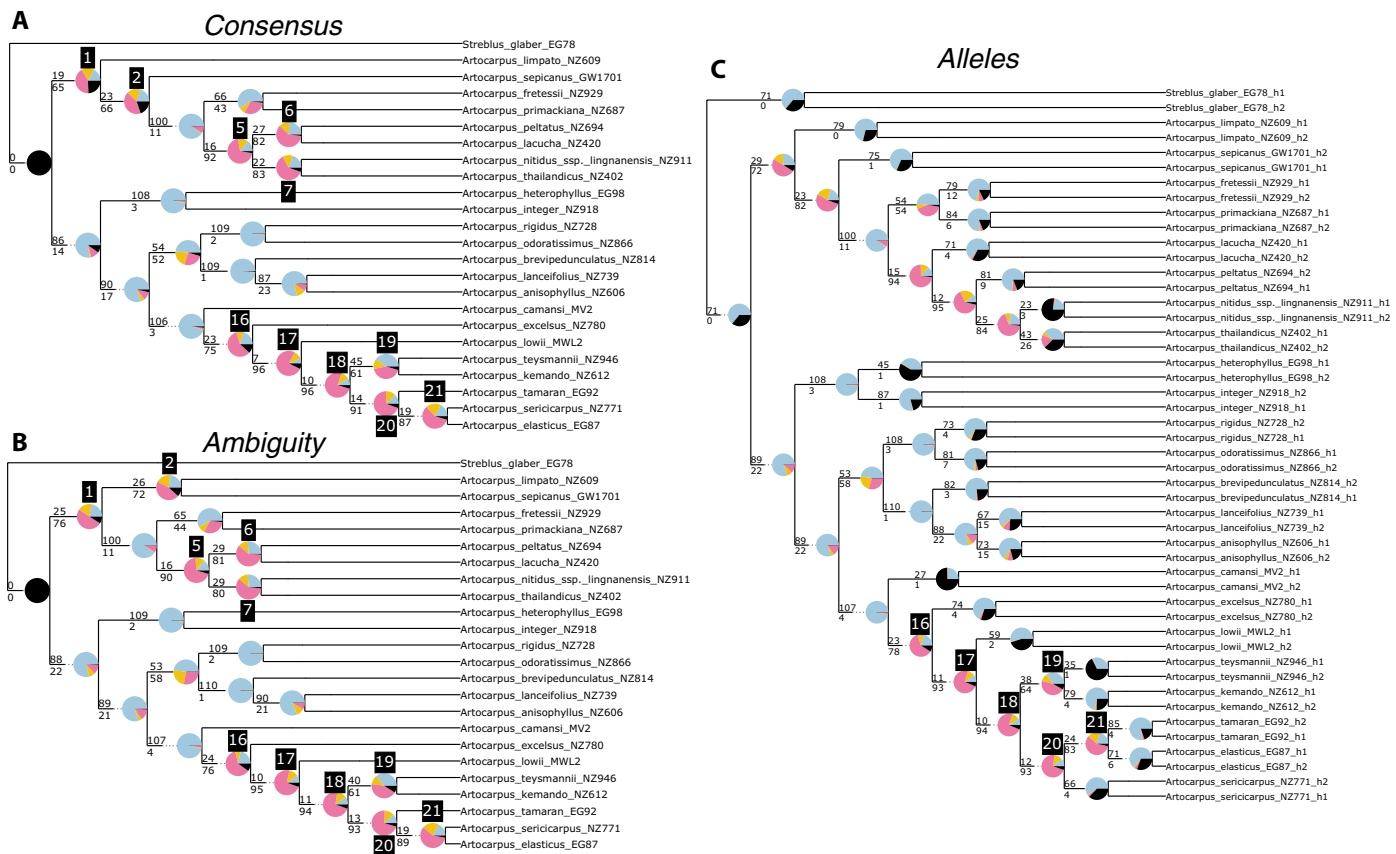 A
Consensus
Streblus_glaber_EG78
1
Artocarpus_limpato_NZ609
19
65
2
Artocarpus_sepicanus_GW1701
23
66
66
43
Artocarpus_fretessii_NZ929
Artocarpus_primackiana_NZ687
100
11
6
5
27
82
Artocarpus_peltatus_NZ694
Artocarpus_lacucha_NZ420
16
92
22
83
Artocarpus_nitidus_ssp._lingnanensis_NZ911
Artocarpus_thailandicus_NZ402
0
0
7
108
3
Artocarpus_heterophyllus_EG98
Artocarpus_integer_NZ918
86
14
109
2
Artocarpus_rigidus_NZ728
Artocarpus_odoratissimus_NZ866
54
52
109
1
Artocarpus_brevipedunculatus_NZ814
87
23
Artocarpus_lanceifolius_NZ739
Artocarpus_anisophyllus_NZ606
90
17
106
3
Artocarpus_camansi_MV2
16
23
75
Artocarpus_excelsus_NZ780
17
7
96
19
Artocarpus_lowii_MWL2
18
45
61
Artocarpus_teysmannii_NZ946
Artocarpus_kemando_NZ612
10
96
21
14
91
Artocarpus_tamaran_EG92
20
19
87
Artocarpus_sericicarpus_NZ771
Artocarpus_elasticus_EG87
B
Ambiguity
Streblus_glaber_EG78
2
1
26
72
Artocarpus_limpato_NZ609
Artocarpus_sepicanus_GW1701
25
76
65
44
Artocarpus_fretessii_NZ929
Artocarpus_primackiana_NZ687
100
11
6
5
29
81
Artocarpus_peltatus_NZ694
Artocarpus_lacucha_NZ420
16
90
29
80
Artocarpus_nitidus_ssp._lingnanensis_NZ911
Artocarpus_thailandicus_NZ402
0
0
7
109
2
Artocarpus_heterophyllus_EG98
Artocarpus_integer_NZ918
88
22
109
2
Artocarpus_rigidus_NZ728
Artocarpus_odoratissimus_NZ866
53
58
110
1
Artocarpus_brevipedunculatus_NZ814
90
21
Artocarpus_lanceifolius_NZ739
Artocarpus_anisophyllus_NZ606
89
21
107
4
Artocarpus_camansi_MV2
16
24
76
Artocarpus_excelsus_NZ780
17
10
95
19
Artocarpus_lowii_MWL2
18
40
61
Artocarpus_teysmannii_NZ946
Artocarpus_kemando_NZ612
11
94
21
13
93
Artocarpus_tamaran_EG92
20
19
89
Artocarpus_sericicarpus_NZ771
Artocarpus_elasticus_EG87
C
Alleles
71
0
Streblus_glaber_EG78_h1
Streblus_glaber_EG78_h2
79
0
Artocarpus_limpato_NZ609_h1
Artocarpus_limpato_NZ609_h2
29
72
75
1
Artocarpus_sepicanus_GW1701_h2
Artocarpus_sepicanus_GW1701_h1
23
82
79
12
Artocarpus_fretessii_NZ929_h1
Artocarpus_fretessii_NZ929_h2
54
54
84
6
Artocarpus_primackiana_NZ687_h1
Artocarpus_primackiana_NZ687_h2
100
11
71
4
Artocarpus_lacucha_NZ420_h1
Artocarpus_lacucha_NZ420_h2
15
94
81
9
Artocarpus_peltatus_NZ694_h2
Artocarpus_peltatus_NZ694_h1
12
95
23
3
Artocarpus_nitidus_ssp._lingnanensis_NZ911_h1
Artocarpus_nitidus_ssp._lingnanensis_NZ911_h2
25
84
43
26
Artocarpus_thailandicus_NZ402_h1
Artocarpus_thailandicus_NZ402_h2
71
0
45
1
Artocarpus_heterophyllus_EG98_h1
Artocarpus_heterophyllus_EG98_h2
108
3
87
1
Artocarpus_integer_NZ918_h2
Artocarpus_integer_NZ918_h1
89
22
73
4
Artocarpus_rigidus_NZ728_h2
Artocarpus_rigidus_NZ728_h1
108
3
81
7
Artocarpus_odoratissimus_NZ866_h1
Artocarpus_odoratissimus_NZ866_h2
53
58
82
3
Artocarpus_brevipedunculatus_NZ814_h2
Artocarpus_brevipedunculatus_NZ814_h1
110
1
67
15
Artocarpus_lanceifolius_NZ739_h1
Artocarpus_lanceifolius_NZ739_h2
88
22
73
15
Artocarpus_anisophyllus_NZ606_h1
Artocarpus_anisophyllus_NZ606_h2
89
22
27
1
Artocarpus_camansi_MV2_h1
Artocarpus_camansi_MV2_h2
107
4
74
4
Artocarpus_excelsus_NZ780_h1
Artocarpus_excelsus_NZ780_h2
16
23
78
59
2
Artocarpus_lowii_MWL2_h1
Artocarpus_lowii_MWL2_h2
17
11
93
19
35
1
Artocarpus_teysmannii_NZ946_h1
Artocarpus_teysmannii_NZ946_h2
38
64
79
4
Artocarpus_kemando_NZ612_h1
Artocarpus_kemando_NZ612_h2
18
10
94
21
85
4
Artocarpus_tamaran_EG92_h2
Artocarpus_tamaran_EG92_h1
20
24
83
71
6
Artocarpus_elasticus_EG87_h1
Artocarpus_elasticus_EG87_h2
12
93
66
4
Artocarpus_sericicarpus_NZ771_h2
Artocarpus_sericicarpus_NZ771_h1